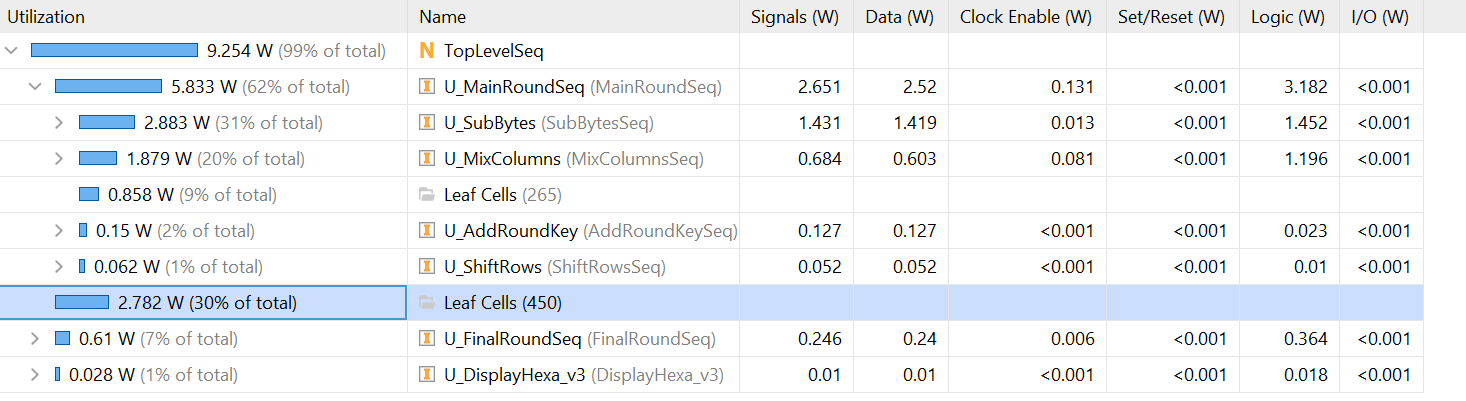 Utilization Name Signals (W) Data (W) Clock Enable (W) Set/Reset (W) Logic (W) I/O (W)
9.254 W (99% of total) N TopLevelSeq
5.833 W (62% of total) I U_MainRoundSeq (MainRoundSeq) 2.651 2.52 0.131 <0.001 3.182 <0.001
2.883 W (31% of total) I U_SubBytes (SubBytesSeq) 1.431 1.419 0.013 <0.001 1.452 <0.001
1.879 W (20% of total) I U_MixColumns (MixColumnsSeq) 0.684 0.603 0.081 <0.001 1.196 <0.001
0.858 W (9% of total) Leaf Cells (265)
0.15 W (2% of total) I U_AddRoundKey (AddRoundKeySeq) 0.127 0.127 <0.001 <0.001 0.023 <0.001
0.062 W (1% of total) I U_ShiftRows (ShiftRowsSeq) 0.052 0.052 <0.001 <0.001 0.01 <0.001
2.782 W (30% of total) Leaf Cells (450)
0.61 W (7% of total) I U_FinalRoundSeq (FinalRoundSeq) 0.246 0.24 0.006 <0.001 0.364 <0.001
0.028 W (1% of total) I U_DisplayHexa_v3 (DisplayHexa_v3) 0.01 0.01 <0.001 <0.001 0.018 <0.001